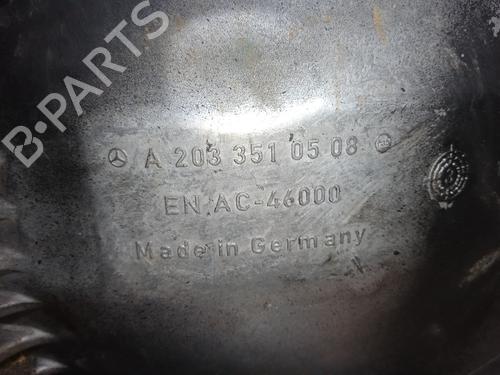 B-PARTS
A 203 351 05 08
EN AC-46000
Made in Germany